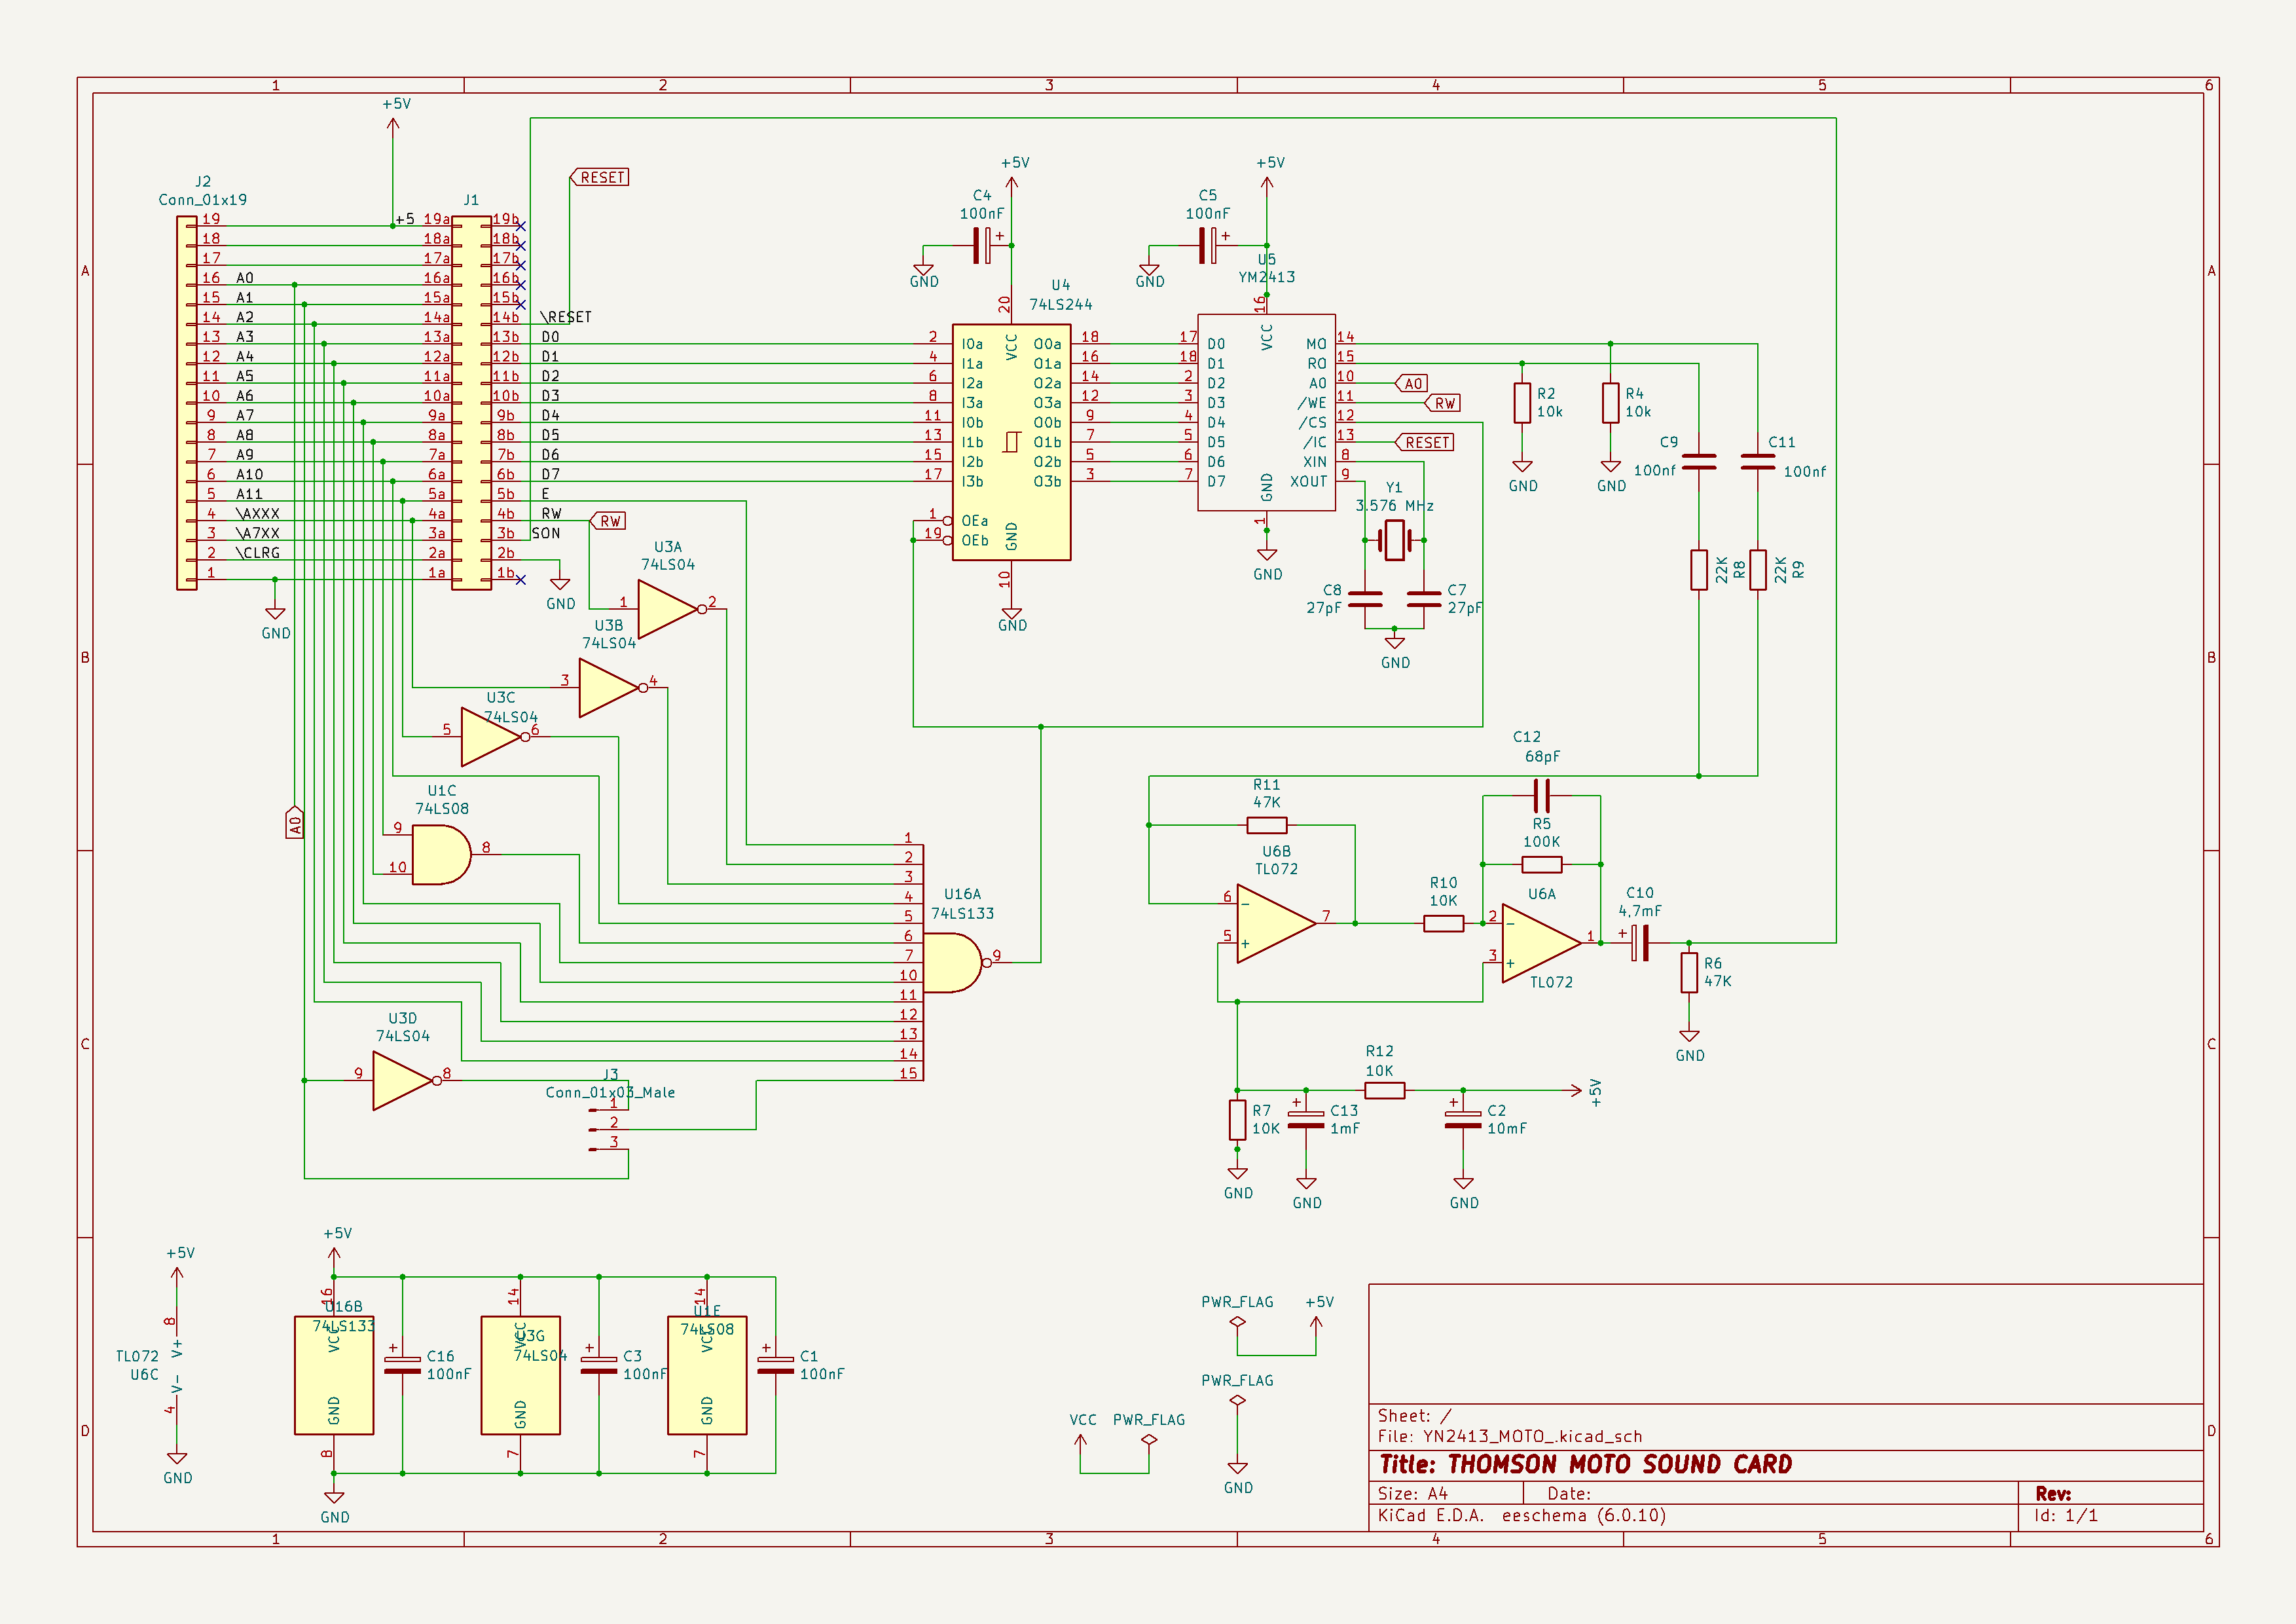 1 2 3 4 5 6
A B C D
+5V
RESET
J2
Conn_01x19
J1
19 +5 19a 19b
18 18a 18b
17 17a 17b
16 A0 16a 16b
15 A1 15a 15b
14 A2 14a 14b \RESET
13 A3 13a 13b D0
12 A4 12a 12b D1
11 A5 11a 11b D2
10 A6 10a 10b D3
9 A7 9a 9b D4
8 A8 8a 8b D5
7 A9 7a 7b D6
6 A10 6a 6b D7
5 A11 5a 5b E
4 \AXXX 4a 4b RW
3 \A7XX 3a 3b SON
2 \CLRG 2a 2b
1 1a 1b
GND
GND
RW
+5V
C4
100nF
GND
U4
74LS244
20
VCC
2 I0a O0a 18
4 I1a O1a 16
6 I2a O2a 14
8 I3a O3a 12
11 I0b O0b 9
13 I1b O1b 7
15 I2b O2b 5
17 I3b O3b 3
1 OEa
19 OEb
GND
10
GND
+5V
C5
100nF
GND
U5
YM2413
16
VCC
17 D0 MO 14
18 D1 RO 15
2 D2 A0 10
3 D3 /WE 11
4 D4 /CS 12
5 D5 /IC 13
6 D6 XIN 8
7 D7 XOUT 9
GND
1
GND
A0
RW
RESET
Y1
3.576 MHz
C8
27pF
C7
27pF
GND
R2
10k
GND
R4
10k
GND
C9
100nf
C11
100nf
22K
R8
22K
R9
U3A
74LS04
1 2
U3B
74LS04
3 4
U3C
74LS04
5 6
U1C
74LS08
9
10
8
A0
U16A
74LS133
1
2
3
4
5
6
7
10
11
12
13
14
15
9
U3D
74LS04
9 8
J3
Conn_01x03_Male
1
2
3
R11
47K
U6B
TL072
6 −
5 +
7
R10
10K
C12
68pF
R5
100K
U6A
2 −
3 +
1
TL072
C10
4,7mF
+
R6
47K
GND
R12
10K
+5V
R7
10K
GND
C13
1mF
+
GND
C2
10mF
+
GND
+5V
8
V+
TL072
U6C
V-
4
GND
+5V
16
U16B
74LS133
VCC
GND
8
GND
C16
100nF
+
14
VCC
U3G
74LS04
GND
7
C3
100nF
+
14
U1E
74LS08
VCC
GND
7
C1
100nF
+
PWR_FLAG +5V
PWR_FLAG
GND
VCC PWR_FLAG
Sheet: /
File: YN2413_MOTO_.kicad_sch
Title: THOMSON MOTO SOUND CARD
Size: A4 Date: Rev:
KiCad E.D.A. eeschema (6.0.10) Id: 1/1
A B C D
1 2 3 4 5 6